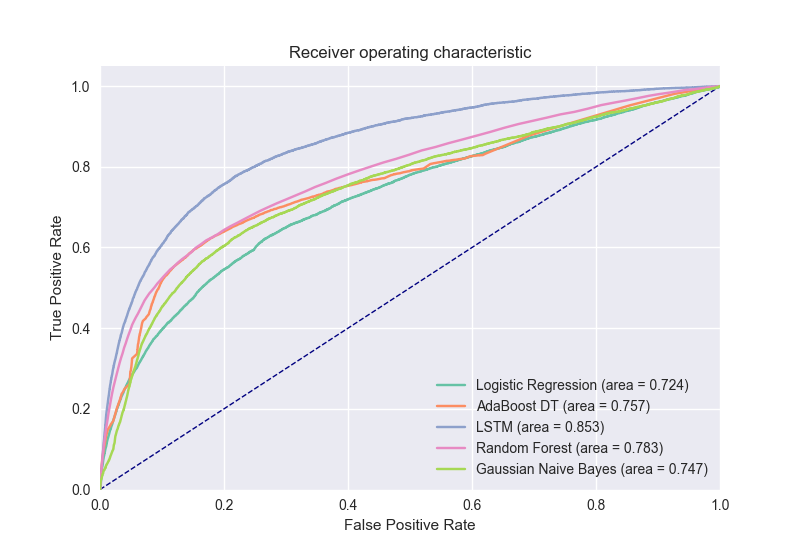 Receiver operating characteristic
True Positive Rate
1.0
0.8
0.6
0.4
0.2
0.0
Logistic Regression (area = 0.724)
AdaBoost DT (area = 0.757)
LSTM (area = 0.853)
Random Forest (area = 0.783)
Gaussian Naive Bayes (area = 0.747)
0.0 0.2 0.4 0.6 0.8 1.0
False Positive Rate